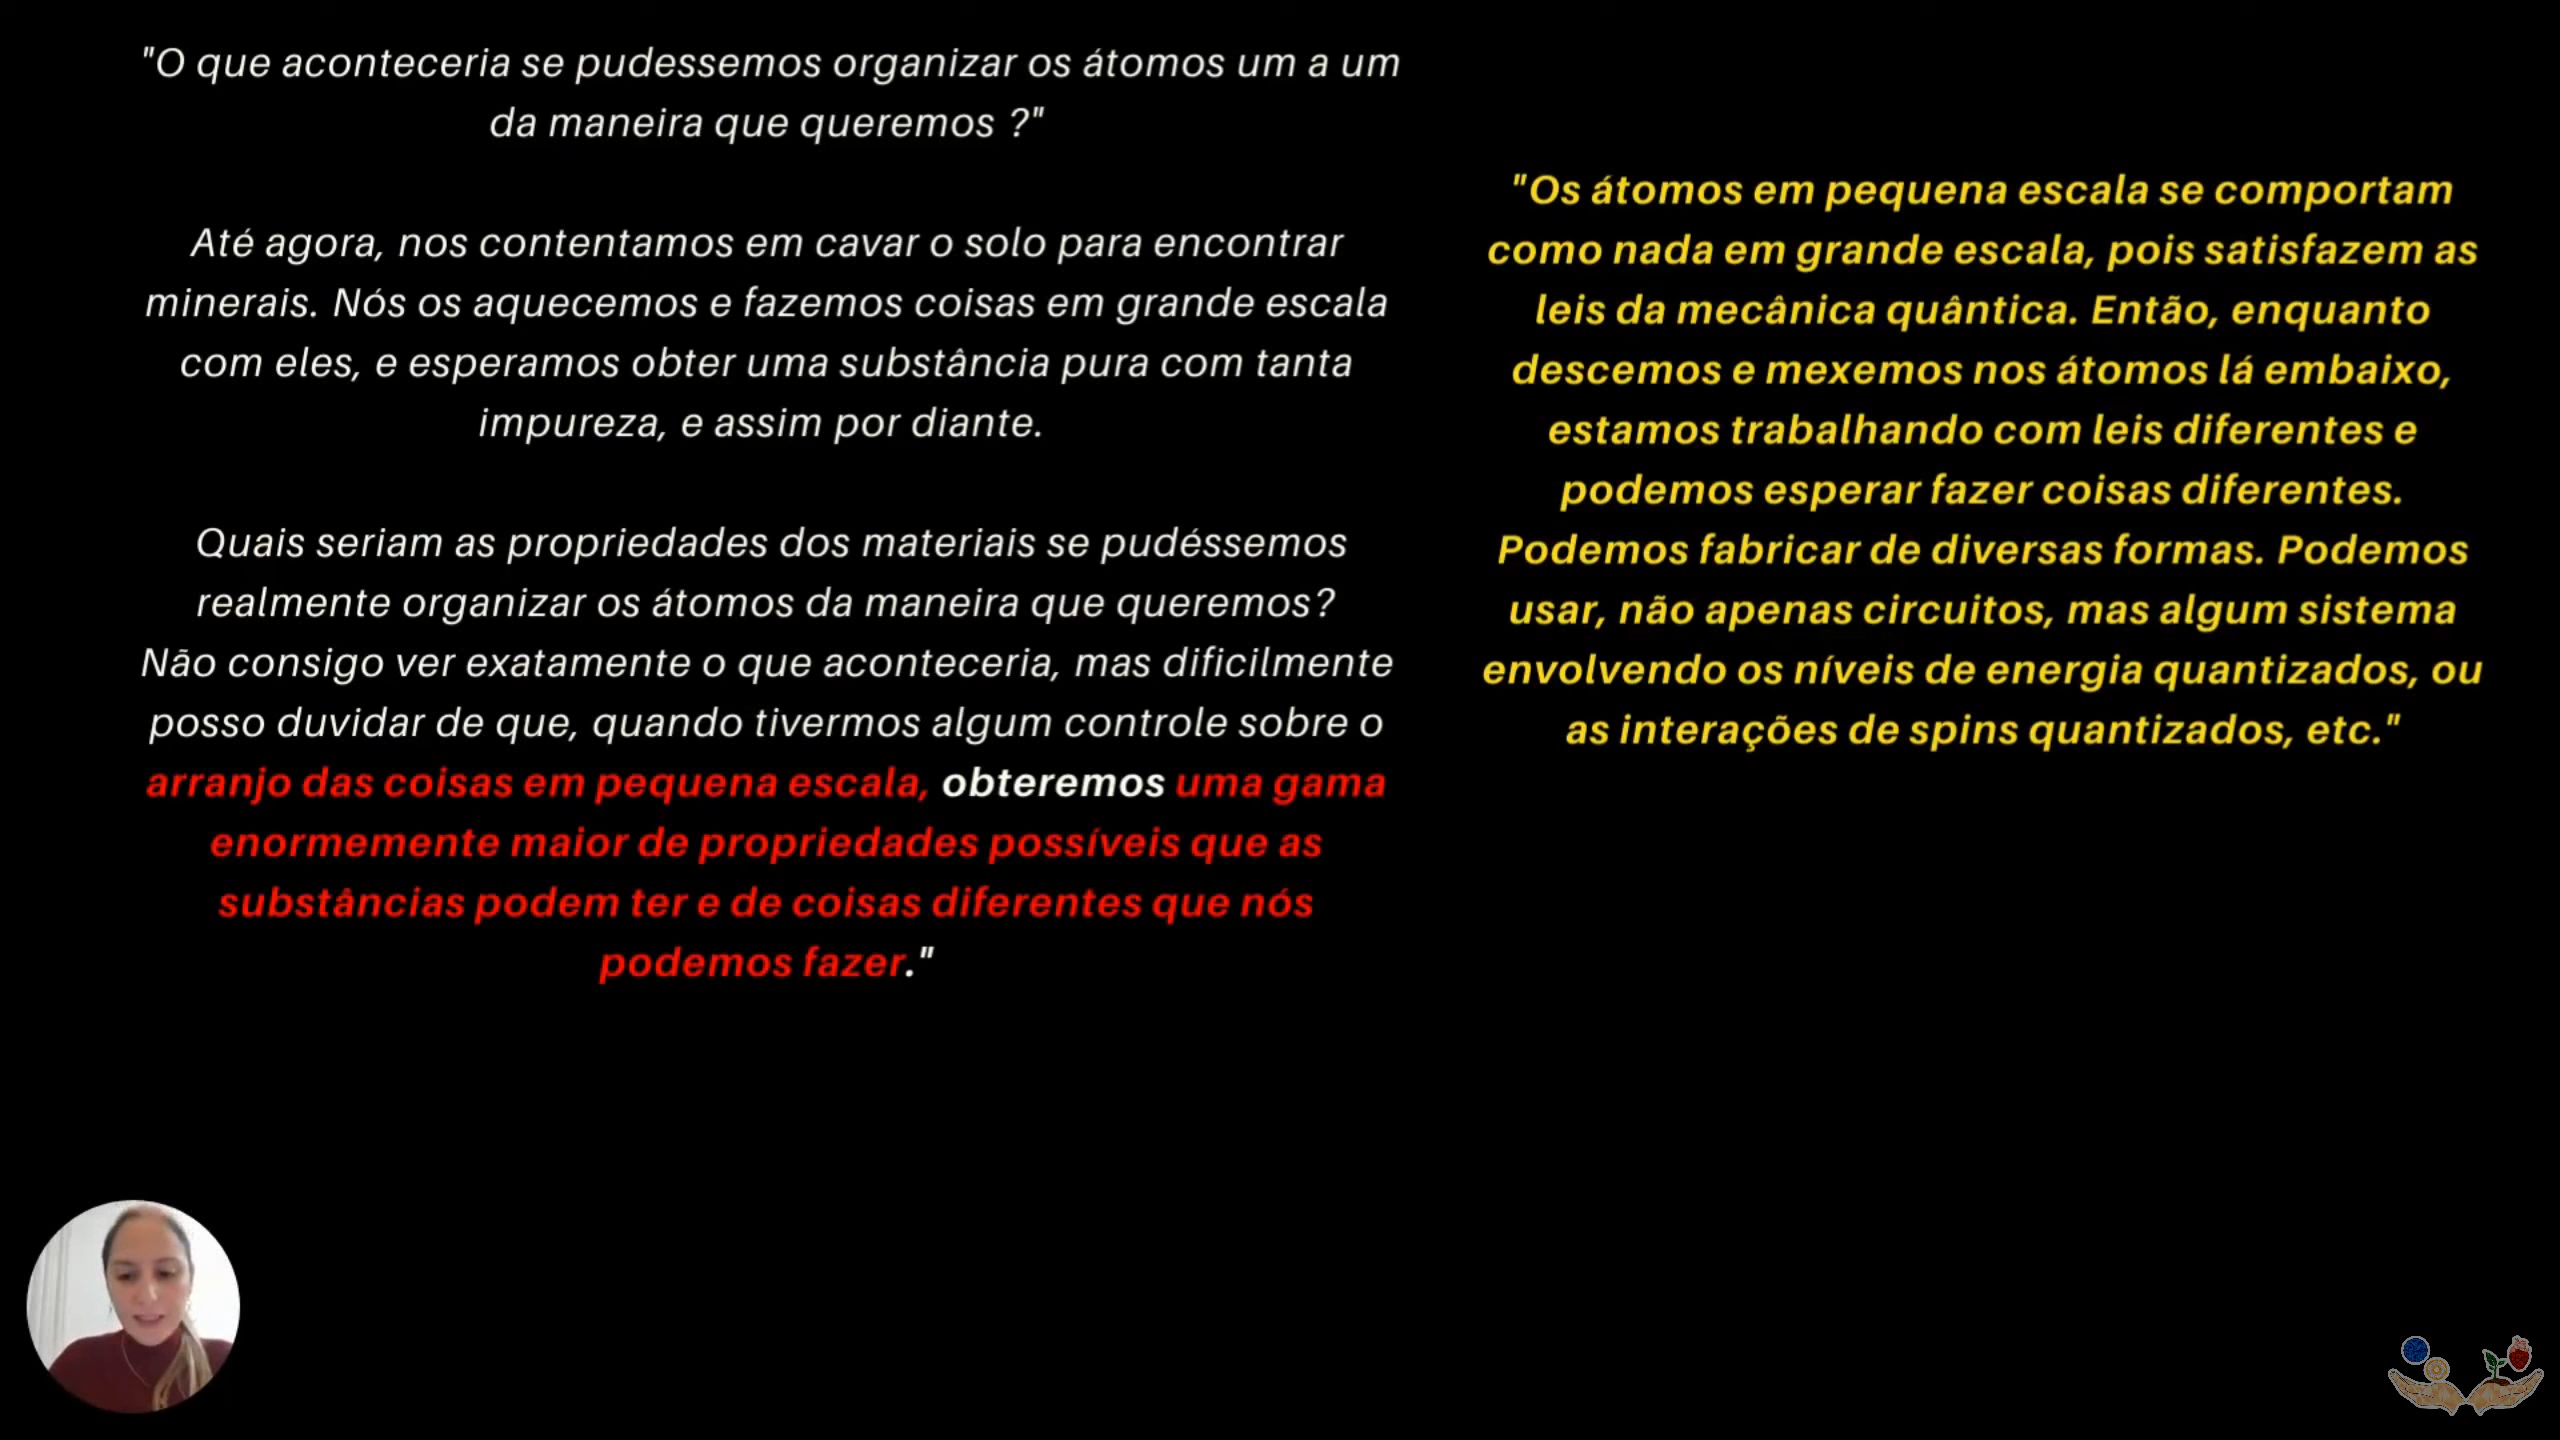 "O que aconteceria se pudessemos organizar os átomos um a um
da maneira que queremos ?"
Até agora, nos contentamos em cavar o solo para encontrar
minerais. Nós os aquecemos e fazemos coisas em grande escala
com eles, e esperamos obter uma substância pura com tanta
impureza, e assim por diante.
Quais seriam as propriedades dos materiais se pudéssemos
realmente organizar os átomos da maneira que queremos?
Não consigo ver exatamente o que aconteceria, mas dificilmente
posso duvidar de que, quando tivermos algum controle sobre o
arranjo das coisas em pequena escala, obteremos uma gama
enormemente maior de propriedades possíveis que as
substâncias podem ter e de coisas diferentes que nós
podemos fazer."
"Os átomos em pequena escala se comportam
como nada em grande escala, pois satisfazem as
leis da mecânica quântica. Então, enquanto
descemos e mexemos nos átomos lá embaixo,
estamos trabalhando com leis diferentes e
podemos esperar fazer coisas diferentes.
Podemos fabricar de diversas formas. Podemos
usar, não apenas circuitos, mas algum sistema
envolvendo os níveis de energia quantizados, ou
as interações de spins quantizados, etc."